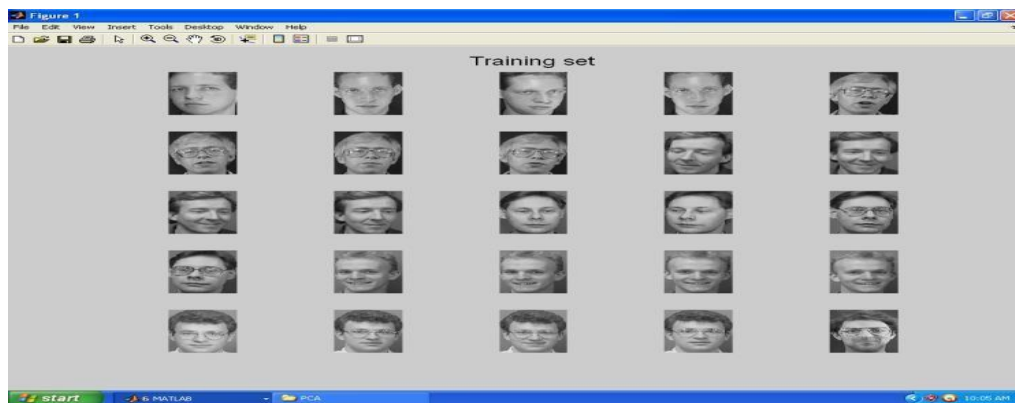 Figure 1
File Edit View Insert Tools Desktop Window Help
Training set
start 6 MATLAB PCA 10:05 AM